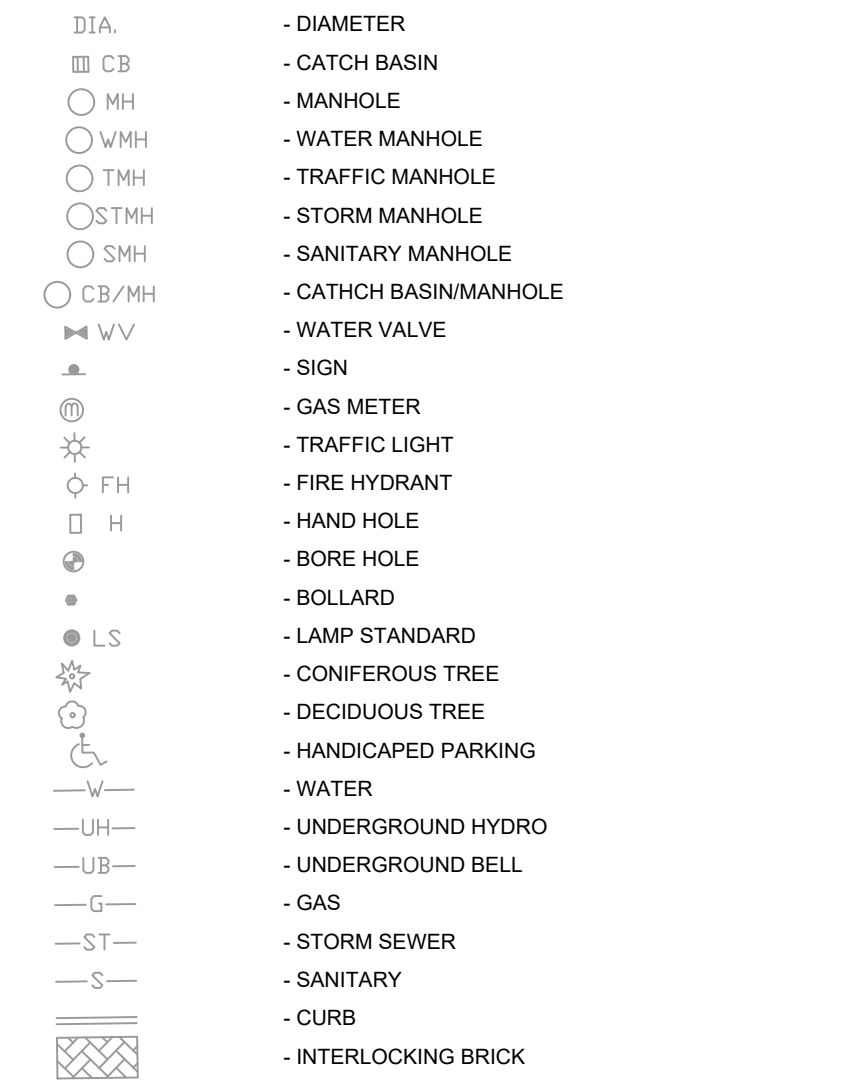 DIA. - DIAMETER
CB - CATCH BASIN
MH - MANHOLE
WMH - WATER MANHOLE
TMH - TRAFFIC MANHOLE
STMH - STORM MANHOLE
SMH - SANITARY MANHOLE
CB/MH - CATHCH BASIN/MANHOLE
WV - WATER VALVE
- SIGN
m - GAS METER
- TRAFFIC LIGHT
FH - FIRE HYDRANT
H - HAND HOLE
- BORE HOLE
- BOLLARD
LS - LAMP STANDARD
- CONIFEROUS TREE
- DECIDUOUS TREE
- HANDICAPED PARKING
W - WATER
UH - UNDERGROUND HYDRO
UB - UNDERGROUND BELL
G - GAS
ST - STORM SEWER
S - SANITARY
- CURB
- INTERLOCKING BRICK